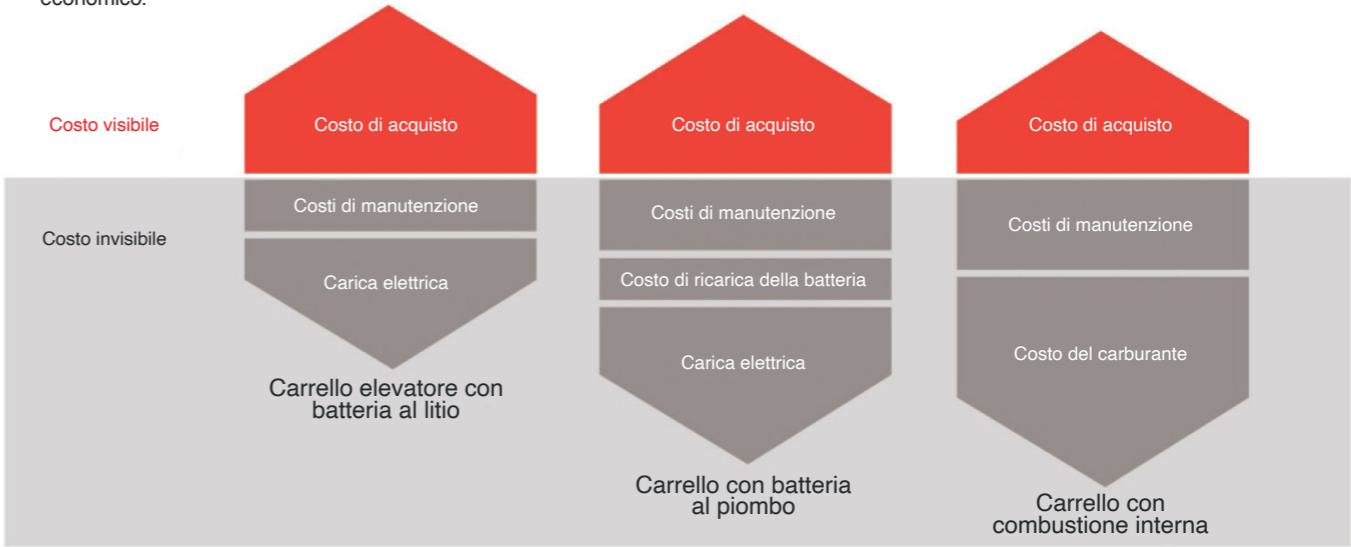 economico.
Costo visibile
Costo di acquisto
Costo di acquisto
Costo di acquisto
Costo invisibile
Costi di manutenzione
Carica elettrica
Carrello elevatore con
batteria al litio
Costi di manutenzione
Costo di ricarica della batteria
Carica elettrica
Carrello con batteria
al piombo
Costi di manutenzione
Costo del carburante
Carrello con
combustione interna